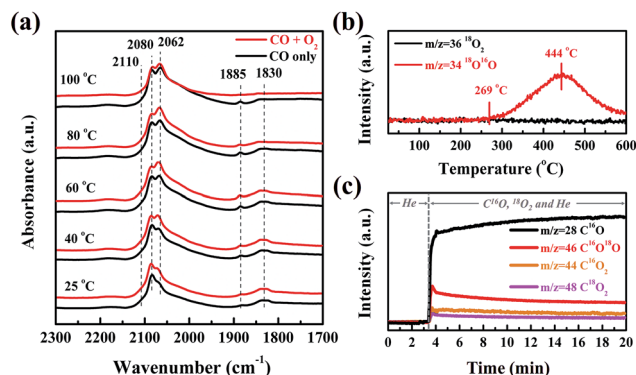 (a)
2080 2062
2110
CO + O₂
CO only
1885 1830
100 °C
80 °C
60 °C
40 °C
25 °C
Absorbance (a.u.)
2300 2200 2100 2000 1900 1800 1700
Wavenumber (cm⁻¹)
(b)
m/z=36 ¹⁸O₂
m/z=34 ¹⁸O¹⁶O
444 °C
269 °C
Intensity (a.u.)
100 200 300 400 500 600
Temperature (°C)
(c)
He
C¹⁶O, ¹⁸O₂ and He
m/z=28 C¹⁶O
m/z=46 C¹⁶O¹⁸O
m/z=44 C¹⁶O₂
m/z=48 C¹⁸O₂
Intensity (a.u.)
0 2 4 6 8 10 12 14 16 18 20
Time (min)